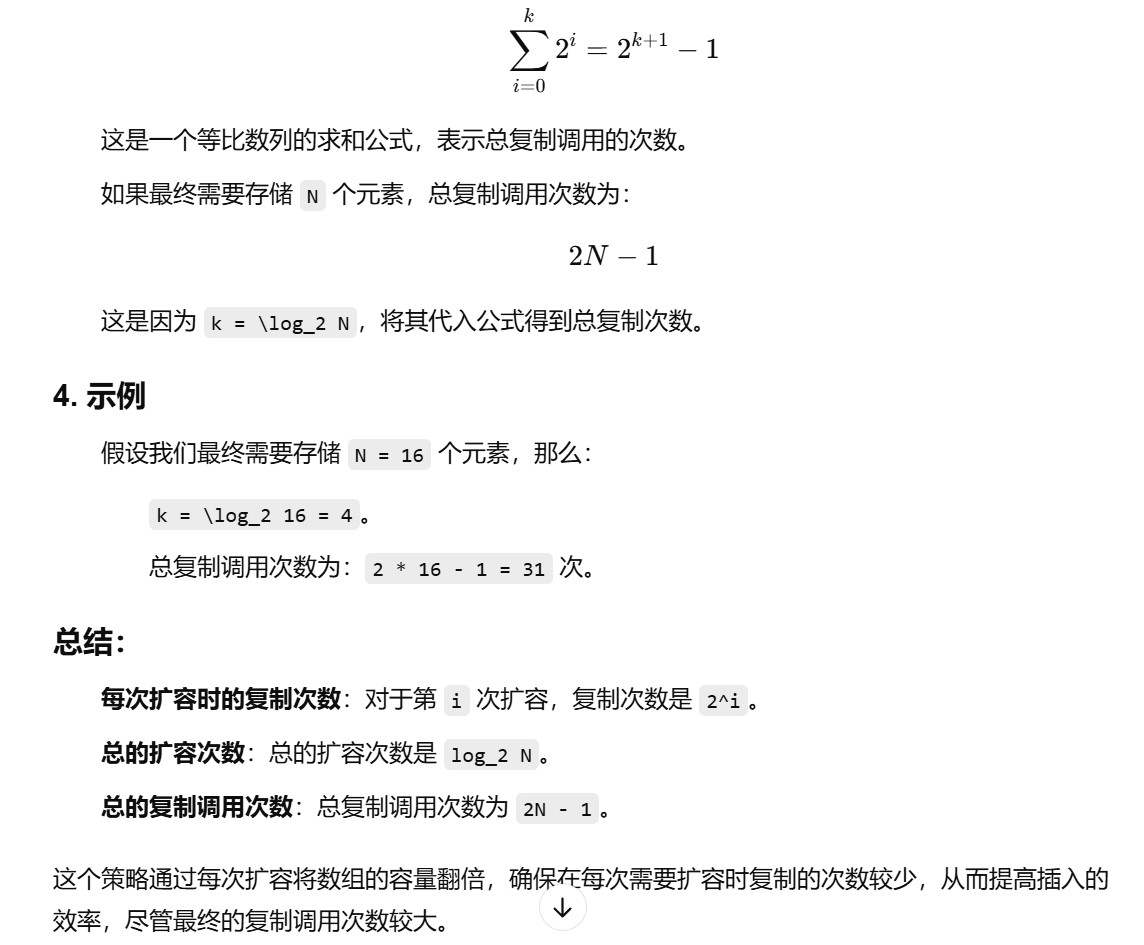 k
∑ 2^i = 2^{k+1} − 1
i=0
这是一个等比数列的求和公式，表示总复制调用的次数。
如果最终需要存储 N 个元素，总复制调用次数为：
2N − 1
这是因为 k = \log_2 N，将其代入公式得到总复制次数。
4. 示例
假设我们最终需要存储 N = 16 个元素，那么：
k = \log_2 16 = 4。
总复制调用次数为：2 * 16 - 1 = 31 次。
总结：
每次扩容时的复制次数：对于第 i 次扩容，复制次数是 2^i。
总的扩容次数：总的扩容次数是 log_2 N。
总的复制调用次数：总复制调用次数为 2N - 1。
这个策略通过每次扩容将数组的容量翻倍，确保在每次需要扩容时复制的次数较少，从而提高插入的
效率，尽管最终的复制调用次数较大。